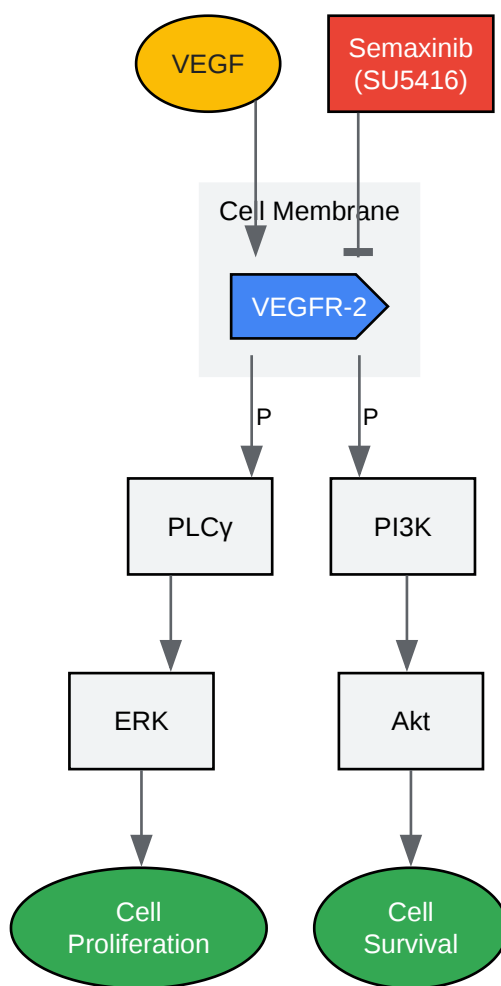 VEGF
Semaxinib
(SU5416)
Cell Membrane
VEGFR-2
P
P
PLCγ
PI3K
ERK
Akt
Cell
Proliferation
Cell
Survival